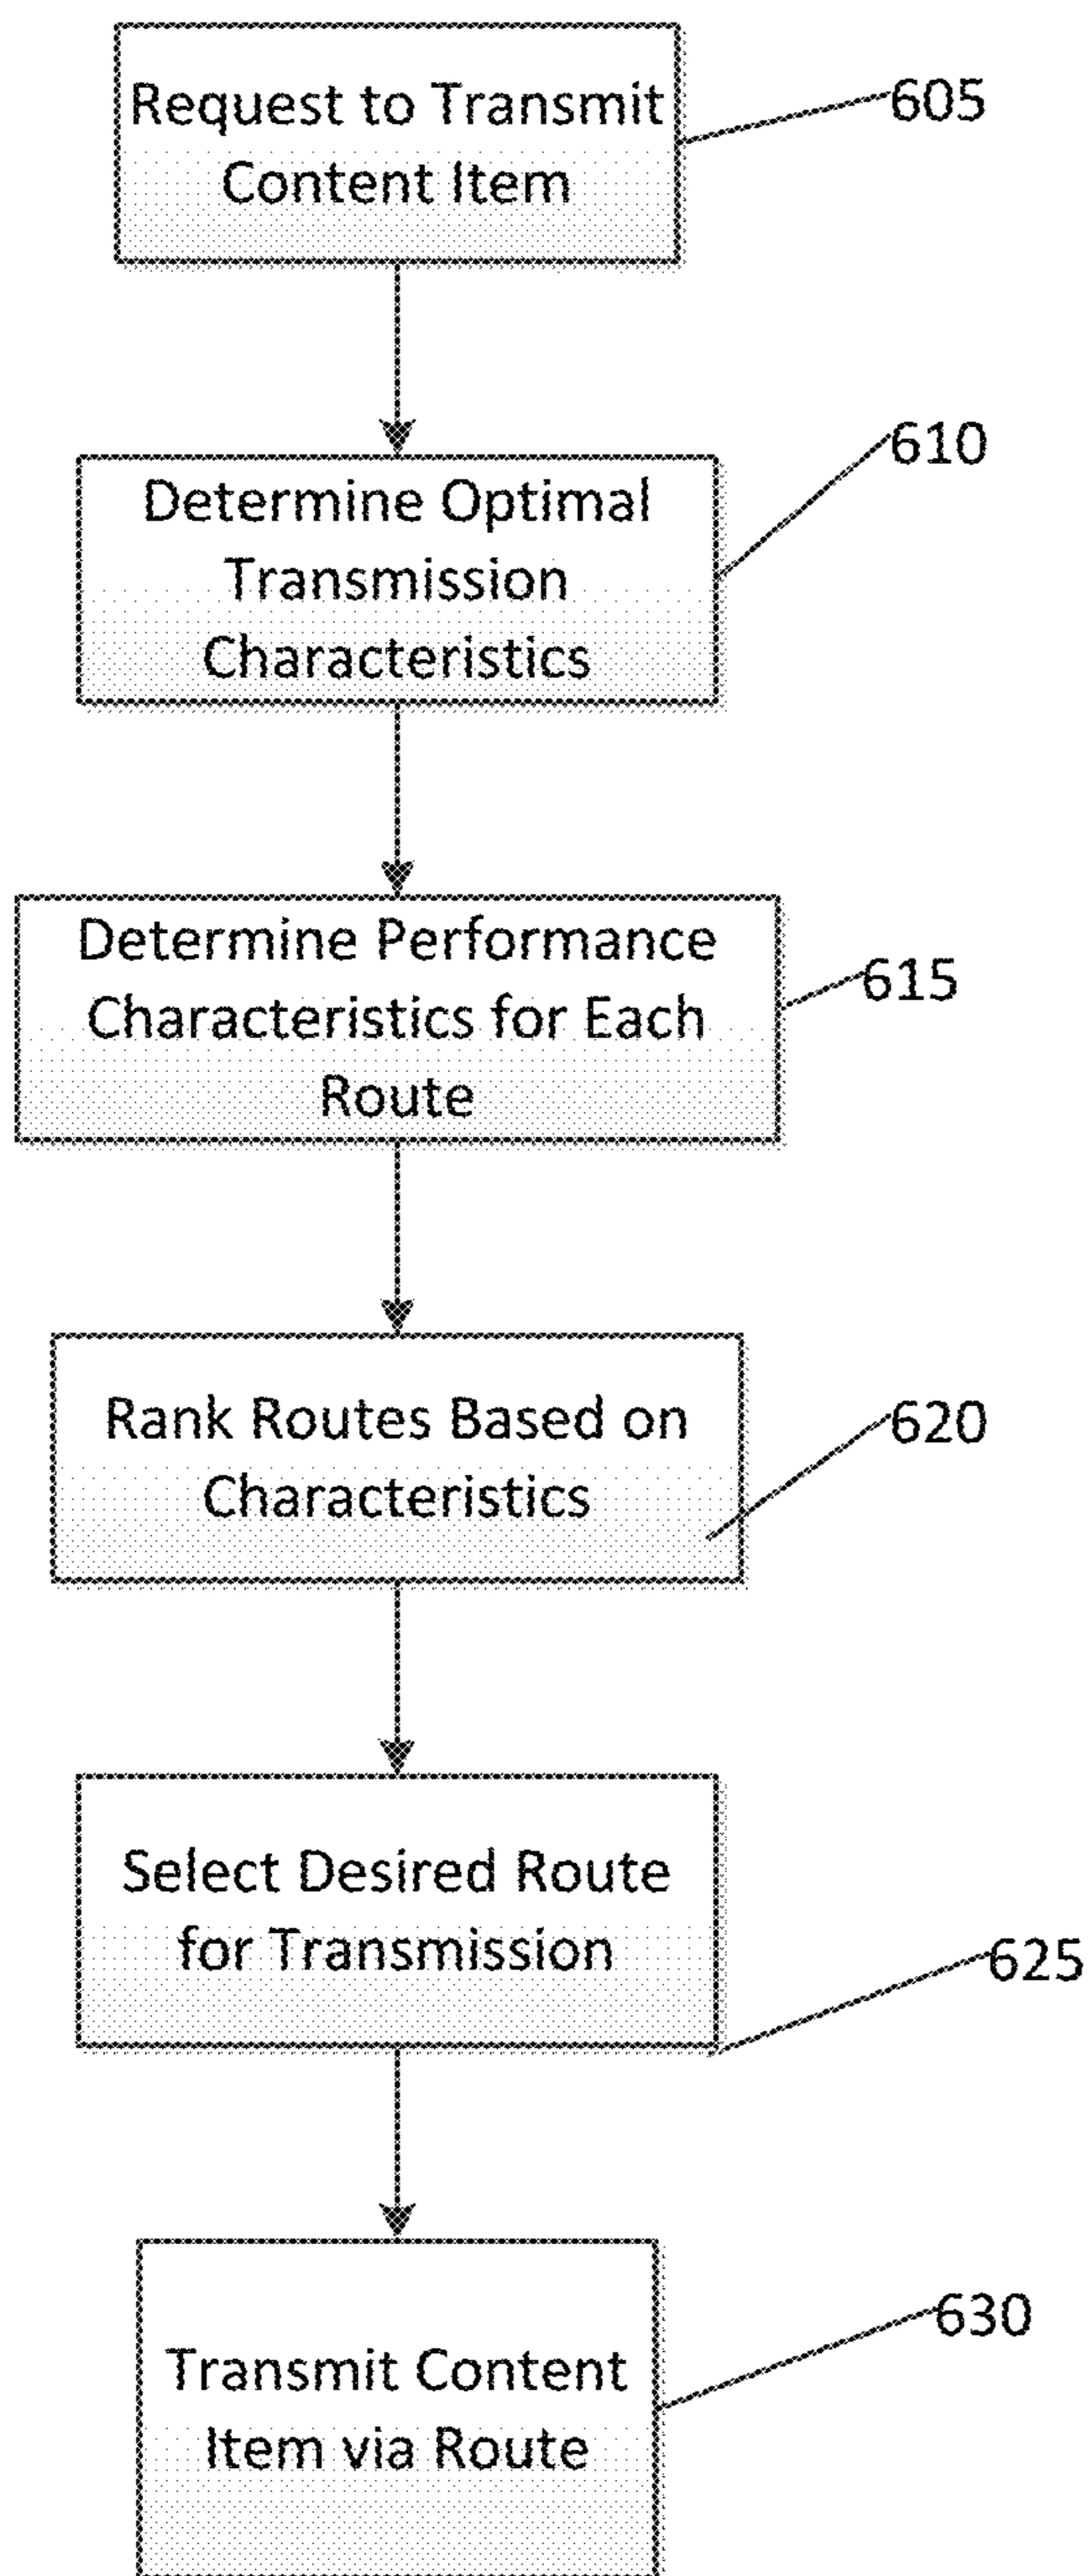 Request to Transmit
Content Item
605
Determine Optimal
Transmission
Characteristics
610
Determine Performance
Characteristics for Each
Route
615
Rank Routes Based on
Characteristics
620
Select Desired Route
for Transmission
625
Transmit Content
Item via Route
630